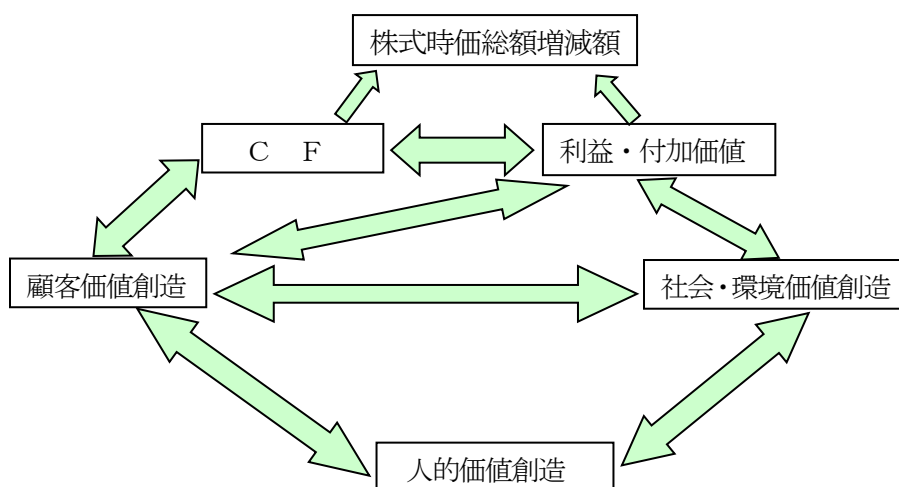 株式時価総額増減額
Ｃ　Ｆ
利益・付加価値
顧客価値創造
社会・環境価値創造
人的価値創造